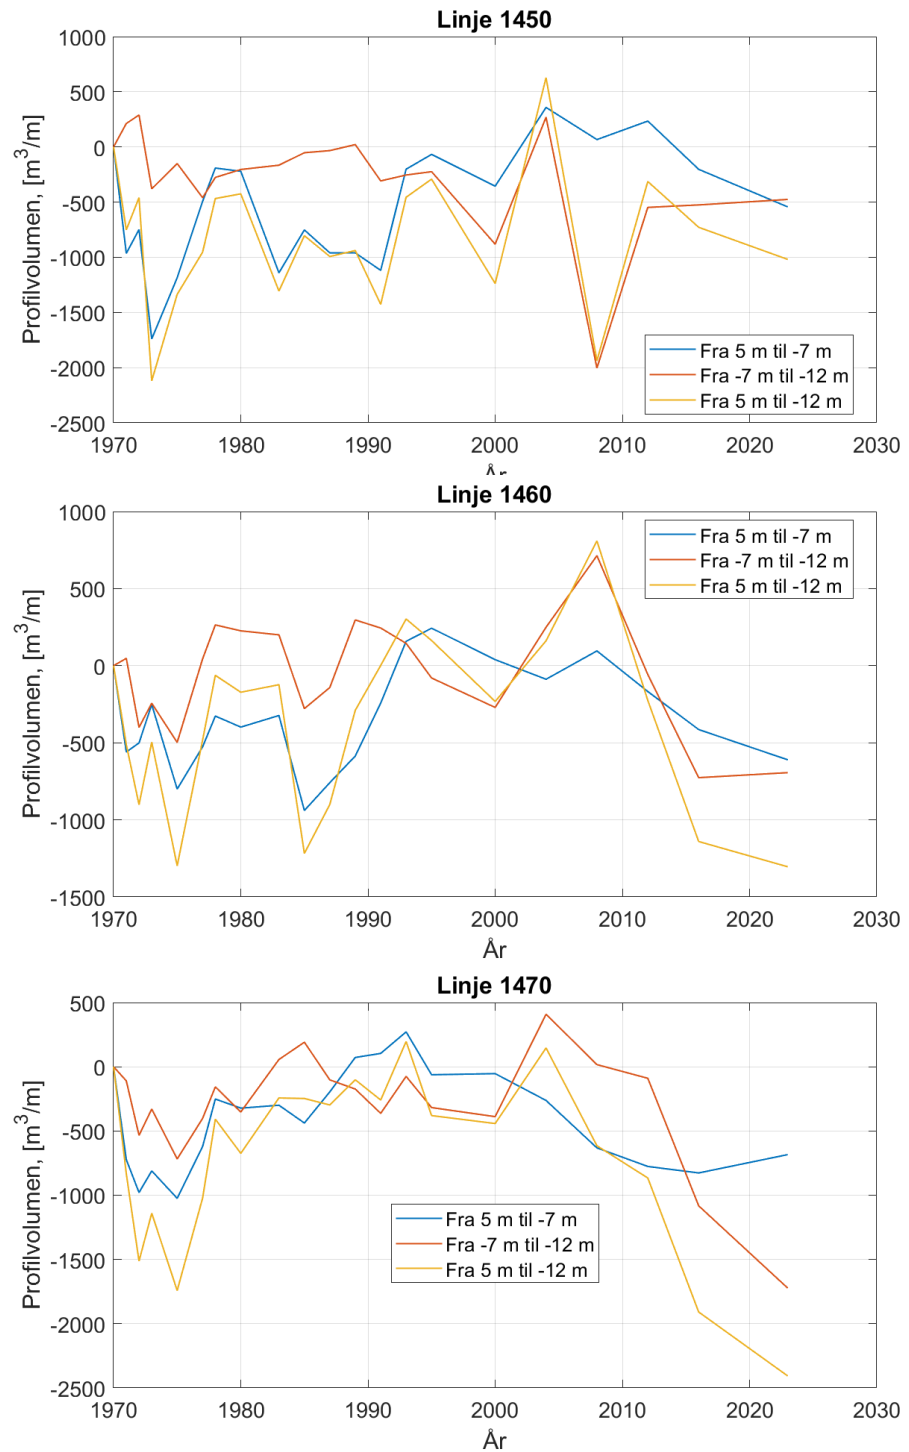 Linje 1450
1000
500
0
-500
-1000
-1500
-2000
-2500
Profilvolumen, [m³/m]
Fra 5 m til -7 m
Fra -7 m til -12 m
Fra 5 m til -12 m
1970 1980 1990 2000 2010 2020 2030
År
Linje 1460
1000
500
0
-500
-1000
-1500
Profilvolumen, [m³/m]
Fra 5 m til -7 m
Fra -7 m til -12 m
Fra 5 m til -12 m
1970 1980 1990 2000 2010 2020 2030
År
Linje 1470
500
0
-500
-1000
-1500
-2000
-2500
Profilvolumen, [m³/m]
Fra 5 m til -7 m
Fra -7 m til -12 m
Fra 5 m til -12 m
1970 1980 1990 2000 2010 2020 2030
År